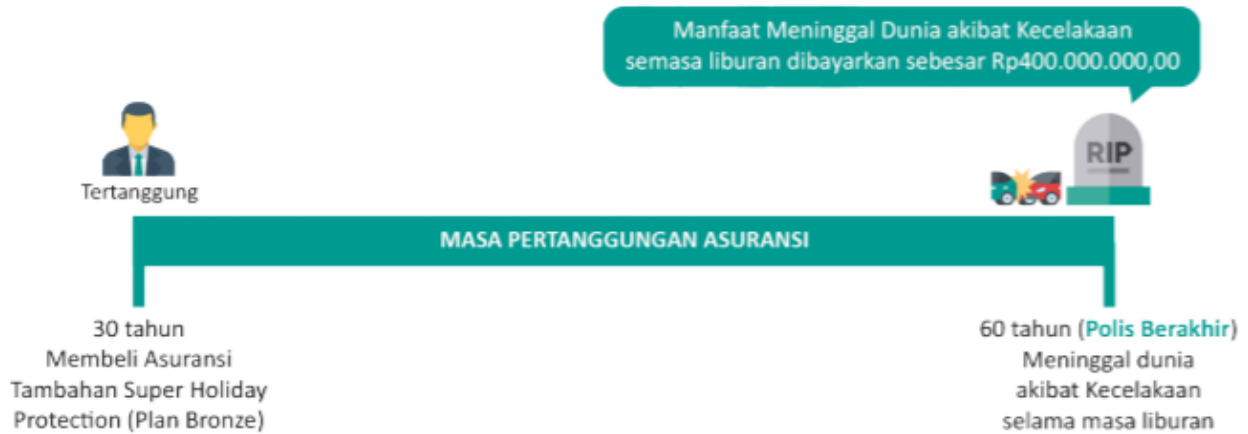 Manfaat Meninggal Dunia akibat Kecelakaan
semasa liburan dibayarkan sebesar Rp400.000.000,00
RIP
Tertanggung
MASA PERTANGGUNGAN ASURANSI
30 tahun
Membeli Asuransi
Tambahan Super Holiday
Protection (Plan Bronze)
60 tahun (Polis Berakhir)
Meninggal dunia
akibat Kecelakaan
selama masa liburan